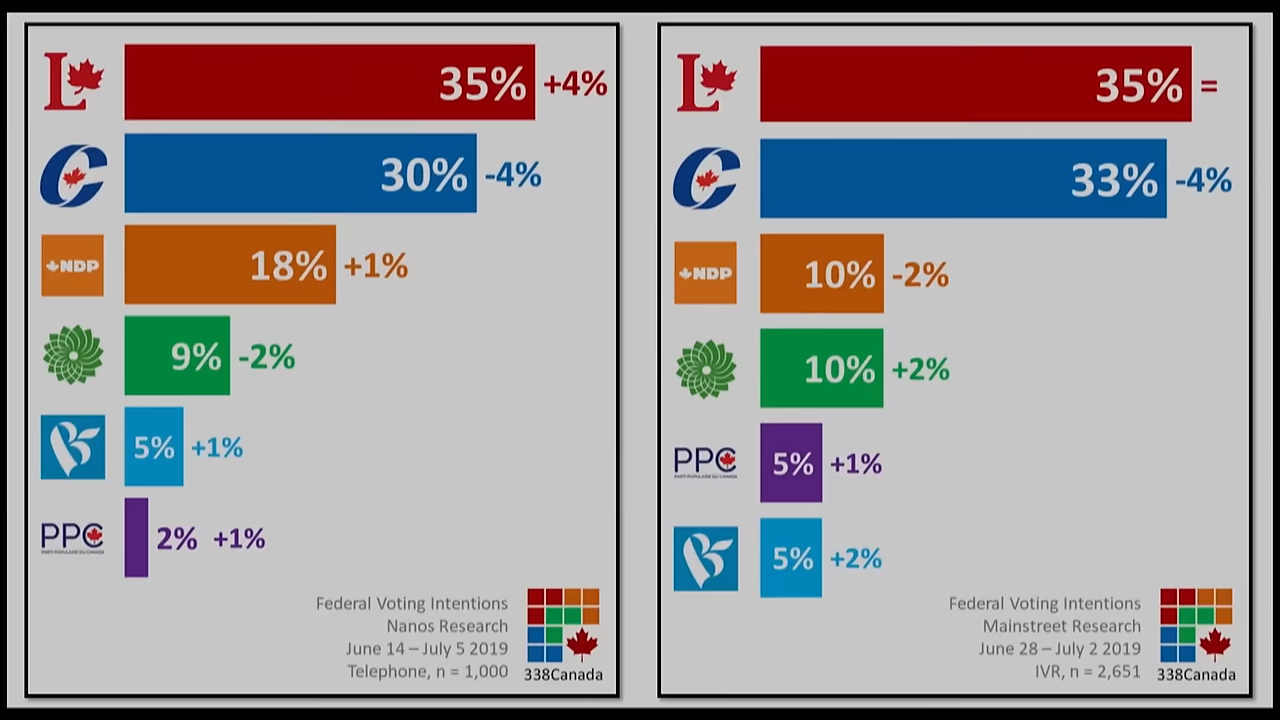 L
35% +4%
C
30% -4%
NDP
18% +1%
9% -2%
5% +1%
PPC
PARTI POPULAIRE DU CANADA
2% +1%
Federal Voting Intentions
Nanos Research
June 14 – July 5 2019
Telephone, n = 1,000
338Canada
L
35% =
C
33% -4%
NDP
10% -2%
10% +2%
PPC
PARTI POPULAIRE DU CANADA
5% +1%
5% +2%
Federal Voting Intentions
Mainstreet Research
June 28 – July 2 2019
IVR, n = 2,651
338Canada